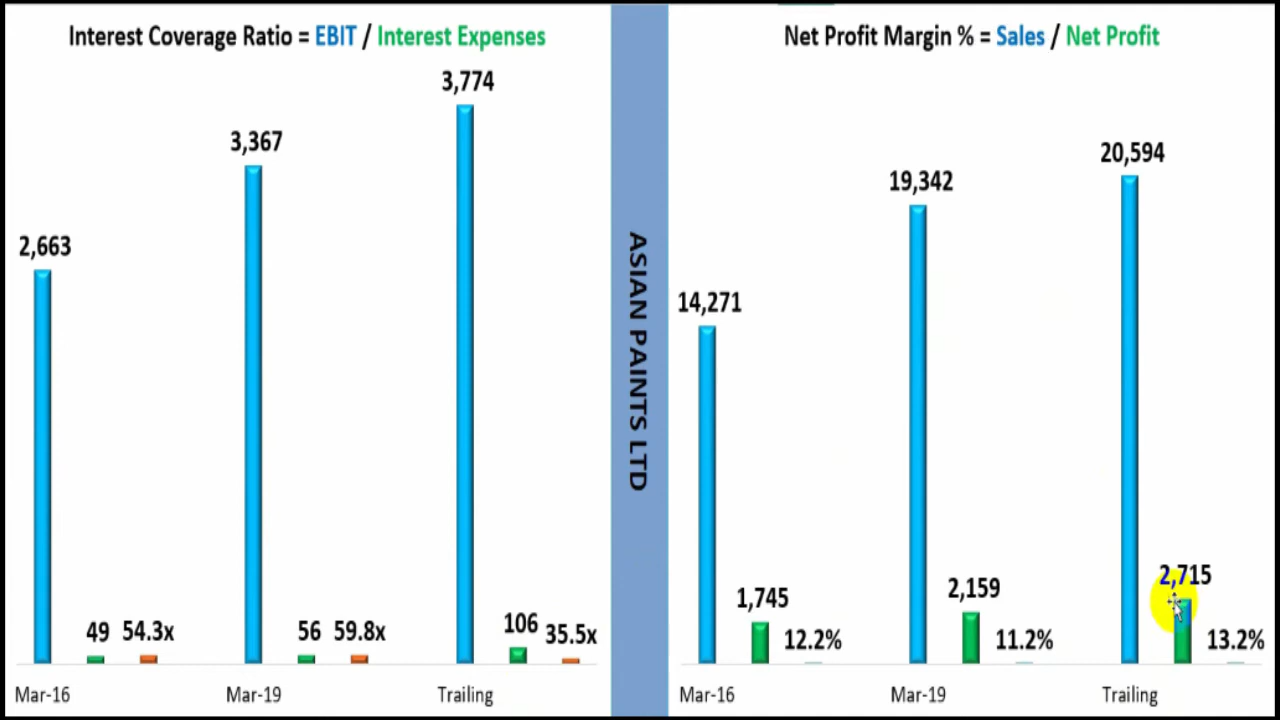 Interest Coverage Ratio = EBIT / Interest Expenses
3,774
3,367
2,663
49 54.3x
56 59.8x
106 35.5x
Mar-16 Mar-19 Trailing
ASIAN PAINTS LTD
Net Profit Margin % = Sales / Net Profit
20,594
19,342
14,271
1,745 12.2%
2,159 11.2%
2,715 13.2%
Mar-16 Mar-19 Trailing